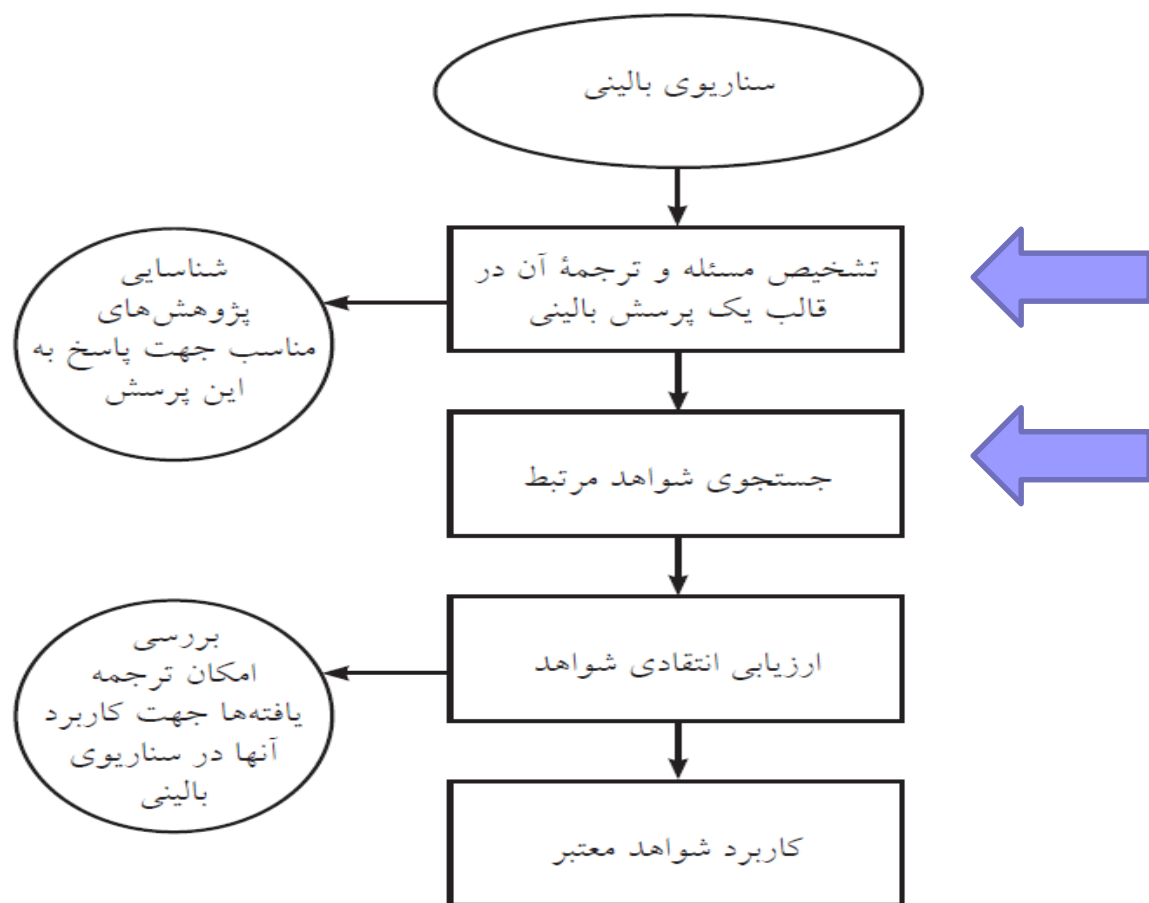 سناریوی بالینی
تشخیص مسئله و ترجمهٔ آن در
قالب یک پرسش بالینی
شناسایی
پژوهش‌های
مناسب جهت پاسخ به
این پرسش
جستجوی شواهد مرتبط
ارزیابی انتقادی شواهد
بررسی
امکان ترجمه
یافته‌ها جهت کاربرد
آنها در سناریوی
بالینی
کاربرد شواهد معتبر